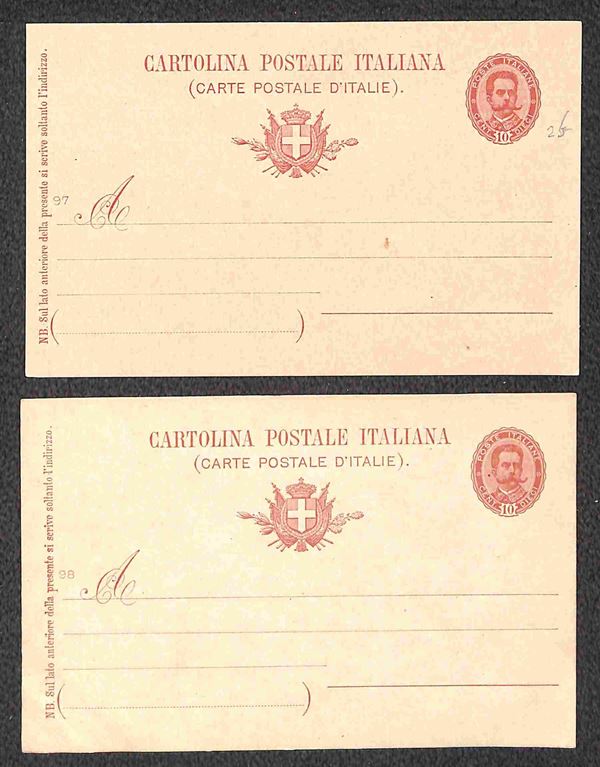 CARTOLINA POSTALE ITALIANA
(CARTE POSTALE D'ITALIE).
POSTE ITALIANE
CENT. 10 DIECI
97
A
NB. Sul lato anteriore della presente si scrive soltanto l'indirizzo.
CARTOLINA POSTALE ITALIANA
(CARTE POSTALE D'ITALIE).
POSTE ITALIANE
CENT. 10 DIECI
98
A
NB. Sul lato anteriore della presente si scrive soltanto l'indirizzo.